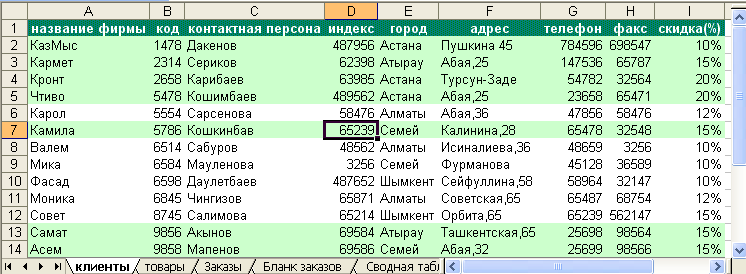 A B C D E F G H I
1 название фирмы код контактная персона индекс город адрес телефон факс скидка(%)
2 КазМыс 1478 Дакенов 487956 Астана Пушкина 45 784596 698547 10%
3 Кармет 2314 Сериков 62398 Атырау Абая,25 147536 65787 15%
4 Кронт 2658 Карибаев 63985 Астана Турсун-Заде 54782 32564 20%
5 Чтиво 5478 Кошимбаев 489562 Астана Абая,25 23658 65471 20%
6 Карол 5554 Сарсенова 58476 Алматы Абая,36 47856 58476 12%
7 Камила 5786 Кошкинбав 65239 Семей Калинина,28 65478 32548 15%
8 Валем 6514 Сабуров 48562 Алматы Исиналиева,36 48659 3256 10%
9 Мика 6584 Мауленова 3256 Семей Фурманова 45128 36589 10%
10 Фасад 6598 Даулетбаев 487652 Шымкент Сейфуллина,58 58964 32147 10%
11 Моника 6845 Чингизов 65871 Алматы Советская,65 65487 68754 12%
12 Совет 8745 Салимова 65214 Шымкент Орбита,65 65239 562147 15%
13 Самат 9856 Акынов 69584 Атырау Ташкентская,65 25698 98564 15%
14 Асем 9858 Мапенов 69586 Семей Абая,32 25699 98566 15%
клиенты товары Заказы Бланк заказов Сводная табл